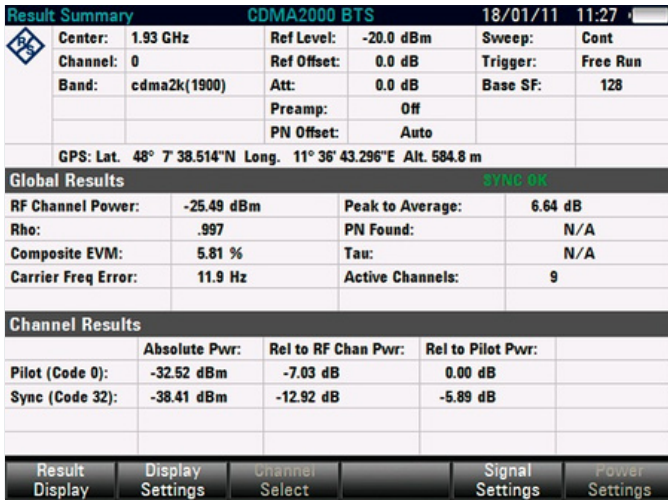 Result Summary CDMA2000 BTS 18/01/11 11:27
R&S
Center: 1.93 GHz Ref Level: -20.0 dBm Sweep: Cont
Channel: 0 Ref Offset: 0.0 dB Trigger: Free Run
Band: cdma2k(1900) Att: 0.0 dB Base SF: 128
Preamp: Off
PN Offset: Auto
GPS: Lat. 48° 7' 38.514"N Long. 11° 36' 43.296"E Alt. 584.8 m
Global Results SYNC OK
RF Channel Power: -25.49 dBm Peak to Average: 6.64 dB
Rho: .997 PN Found: N/A
Composite EVM: 5.81 % Tau: N/A
Carrier Freq Error: 11.9 Hz Active Channels: 9
Channel Results
Absolute Pwr: Rel to RF Chan Pwr: Rel to Pilot Pwr:
Pilot (Code 0): -32.52 dBm -7.03 dB 0.00 dB
Sync (Code 32): -38.41 dBm -12.92 dB -5.89 dB
Result Display Display Settings Channel Select Signal Settings Power Settings